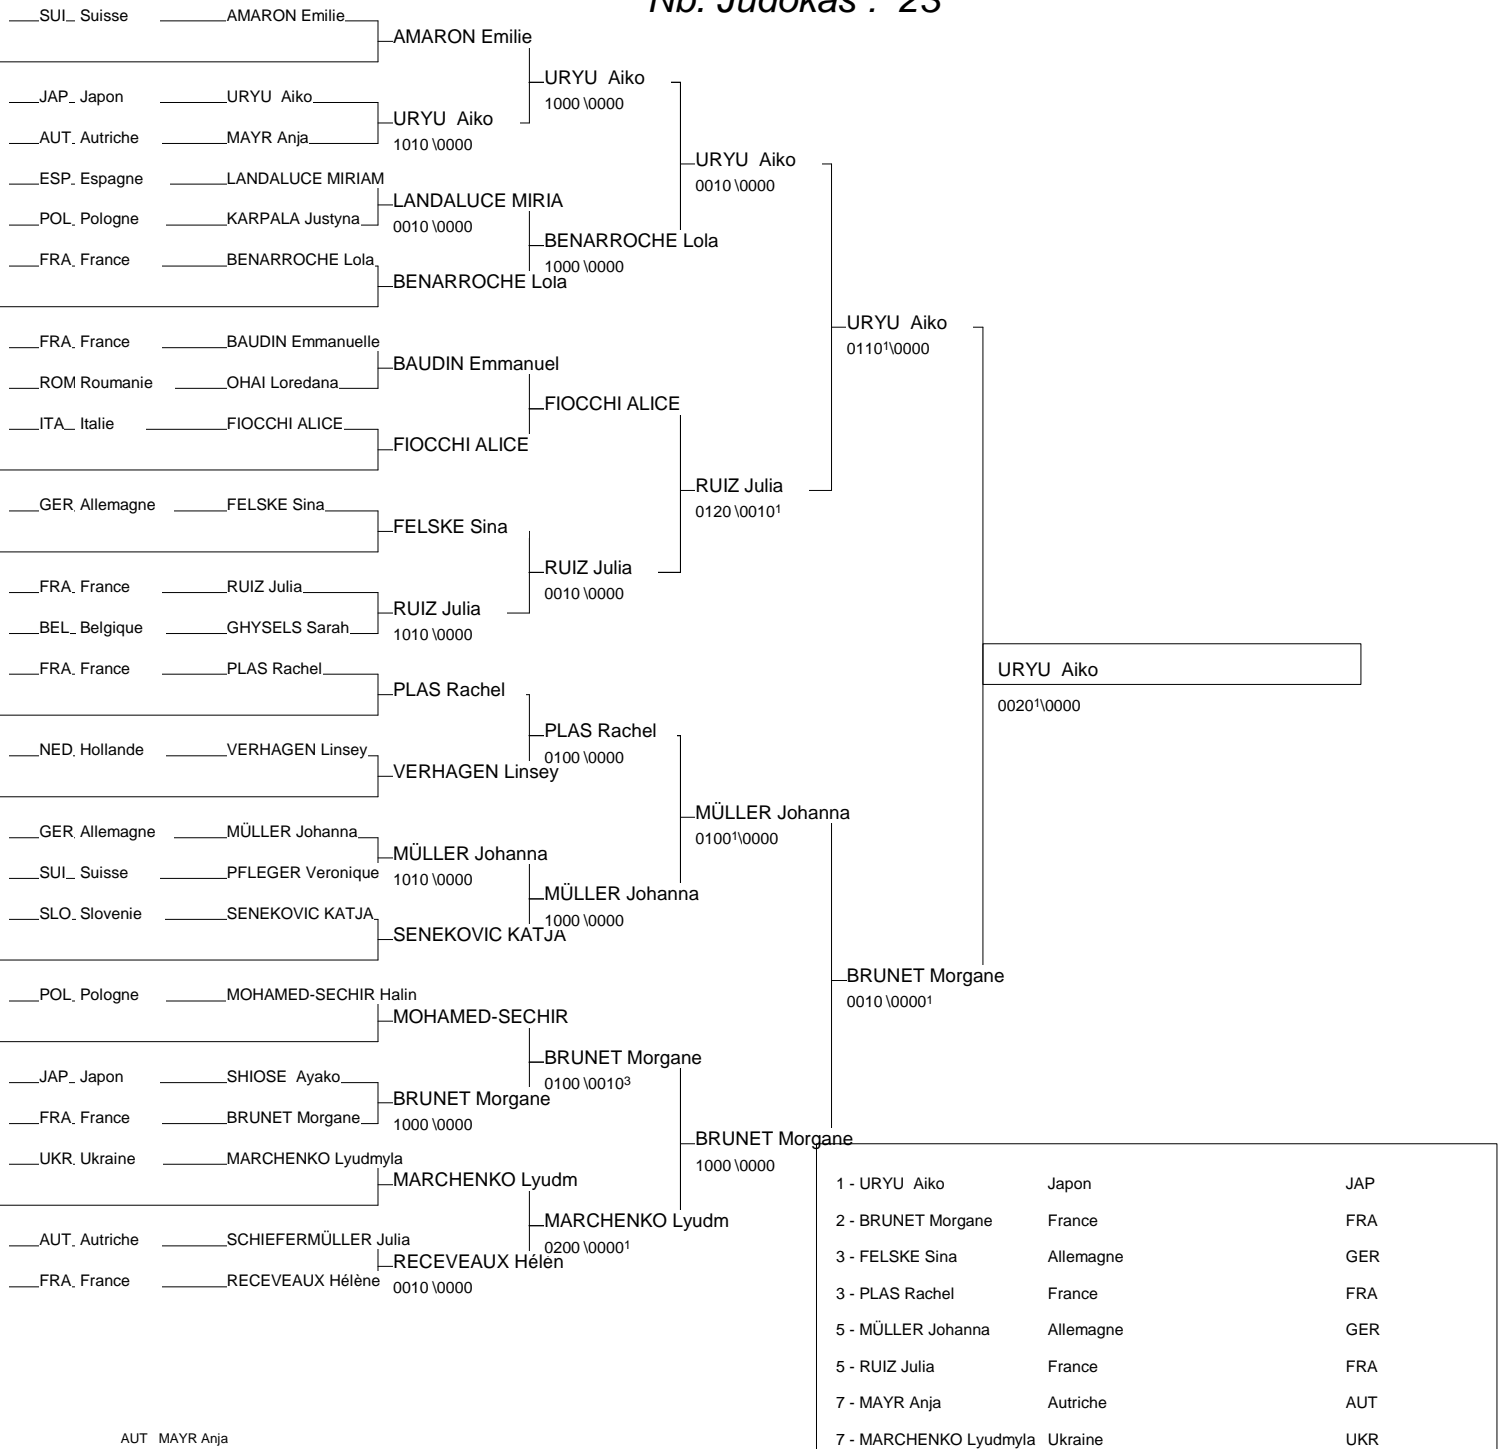 Nb. Judokas : 23
SUI Suisse AMARON Emilie
AMARON Emilie
URYU Aiko
1000 \0000
JAP Japon URYU Aiko
URYU Aiko
1010 \0000
AUT Autriche MAYR Anja
URYU Aiko
0010 \0000
ESP Espagne LANDALUCE MIRIAM
LANDALUCE MIRIA
0010 \0000
POL Pologne KARPALA Justyna
BENARROCHE Lola
1000 \0000
FRA France BENARROCHE Lola
BENARROCHE Lola
URYU Aiko
0110¹\0000
FRA France BAUDIN Emmanuelle
BAUDIN Emmanuel
ROM Roumanie OHAI Loredana
FIOCCHI ALICE
ITA Italie FIOCCHI ALICE
FIOCCHI ALICE
RUIZ Julia
0120 \0010¹
GER Allemagne FELSKE Sina
FELSKE Sina
RUIZ Julia
0010 \0000
FRA France RUIZ Julia
RUIZ Julia
1010 \0000
BEL Belgique GHYSELS Sarah
URYU Aiko
0020¹\0000
FRA France PLAS Rachel
PLAS Rachel
PLAS Rachel
0100 \0000
NED Hollande VERHAGEN Linsey
VERHAGEN Linsey
MÜLLER Johanna
0100¹\0000
GER Allemagne MÜLLER Johanna
MÜLLER Johanna
1010 \0000
SUI Suisse PFLEGER Veronique
MÜLLER Johanna
1000 \0000
SLO Slovenie SENEKOVIC KATJA
SENEKOVIC KATJA
BRUNET Morgane
0010 \0000¹
POL Pologne MOHAMED-SECHIR Halin
MOHAMED-SECHIR
BRUNET Morgane
0100 \0010³
JAP Japon SHIOSE Ayako
BRUNET Morgane
1000 \0000
FRA France BRUNET Morgane
BRUNET Morgane
1000 \0000
UKR Ukraine MARCHENKO Lyudmyla
MARCHENKO Lyudm
MARCHENKO Lyudm
0200 \0000¹
AUT Autriche SCHIEFERMÜLLER Julia
RECEVEAUX Hélèn
0010 \0000
FRA France RECEVEAUX Hélène
1 - URYU Aiko Japon JAP
2 - BRUNET Morgane France FRA
3 - FELSKE Sina Allemagne GER
3 - PLAS Rachel France FRA
5 - MÜLLER Johanna Allemagne GER
5 - RUIZ Julia France FRA
7 - MAYR Anja Autriche AUT
7 - MARCHENKO Lyudmyla Ukraine UKR
AUT MAYR Anja